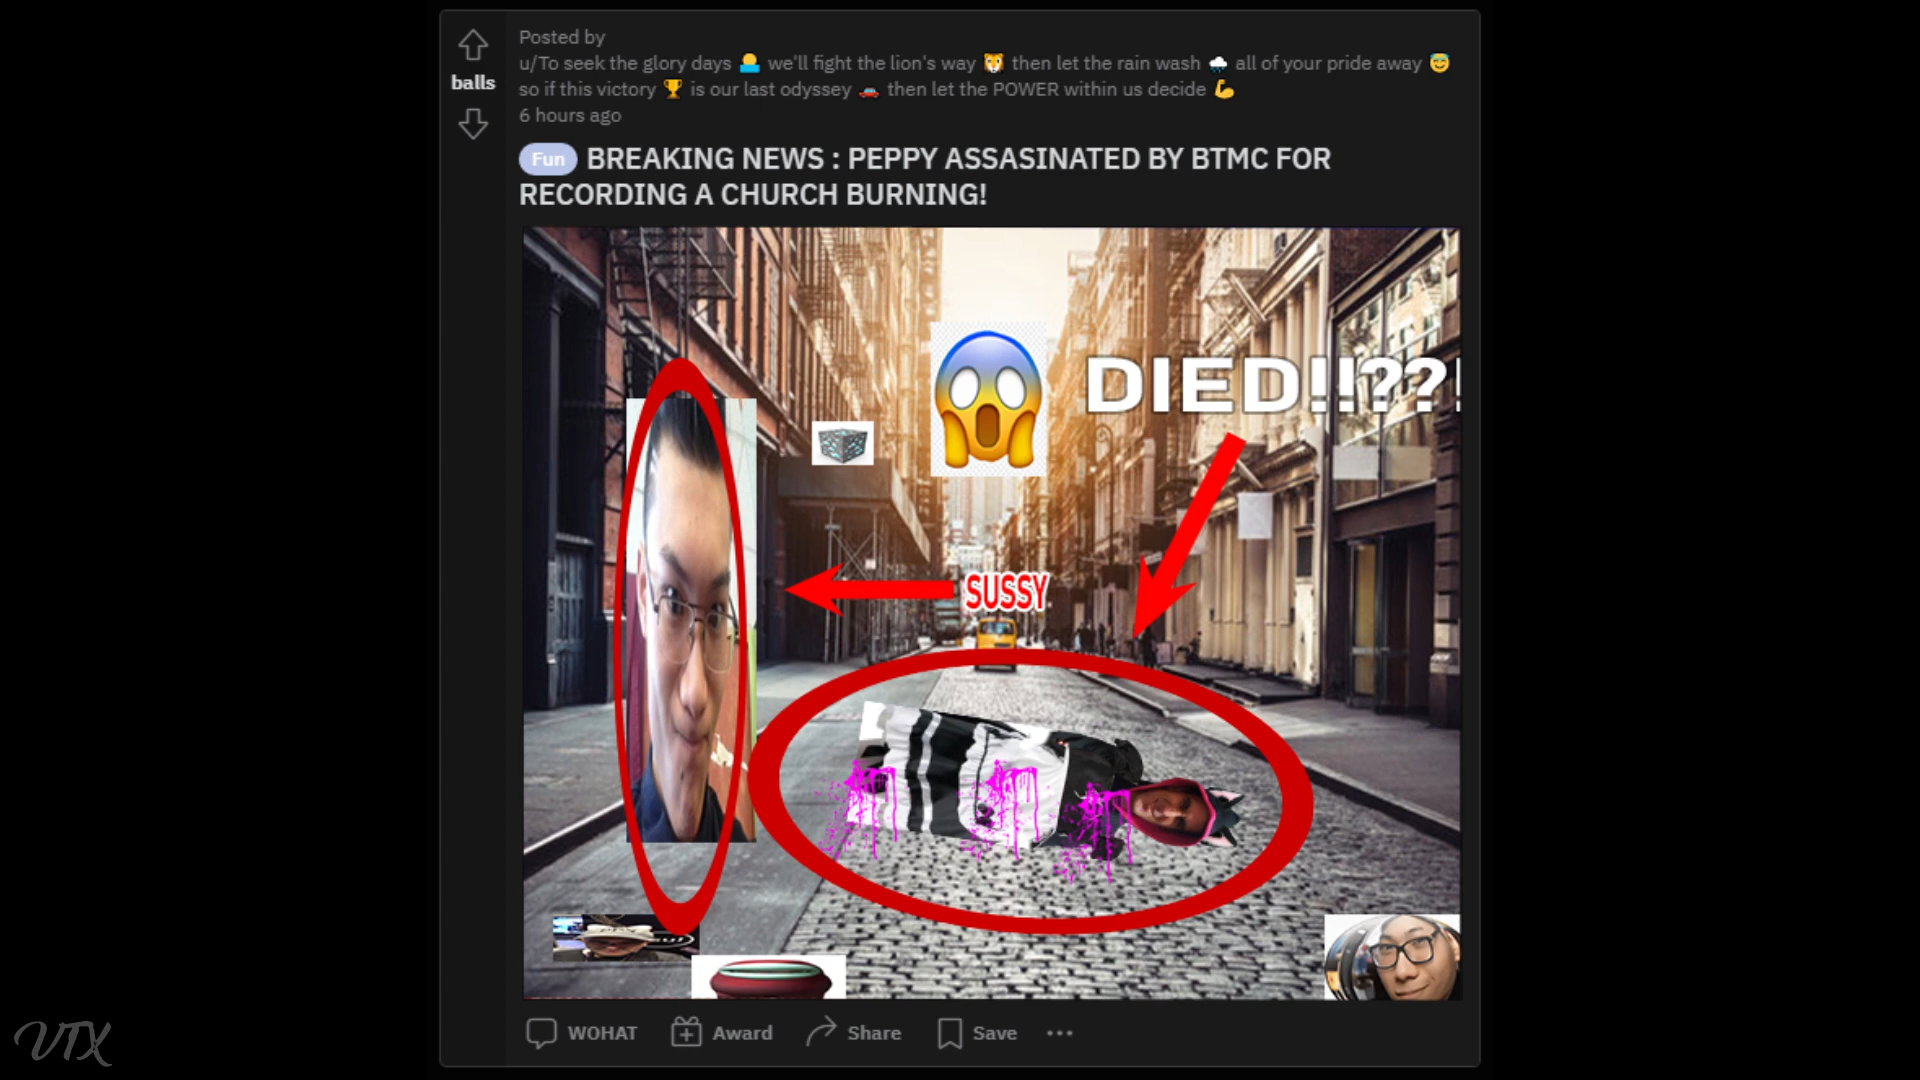 Posted by
u/To seek the glory days 🌅 we'll fight the lion's way 🦁 then let the rain wash 🌧 all of your pride away 😇
so if this victory 🏆 is our last odyssey 🚗 then let the POWER within us decide 💪
6 hours ago
balls
Fun BREAKING NEWS : PEPPY ASSASINATED BY BTMC FOR
RECORDING A CHURCH BURNING!
DIED!!??!
SUSSY
WOHAT Award Share Save
VTX